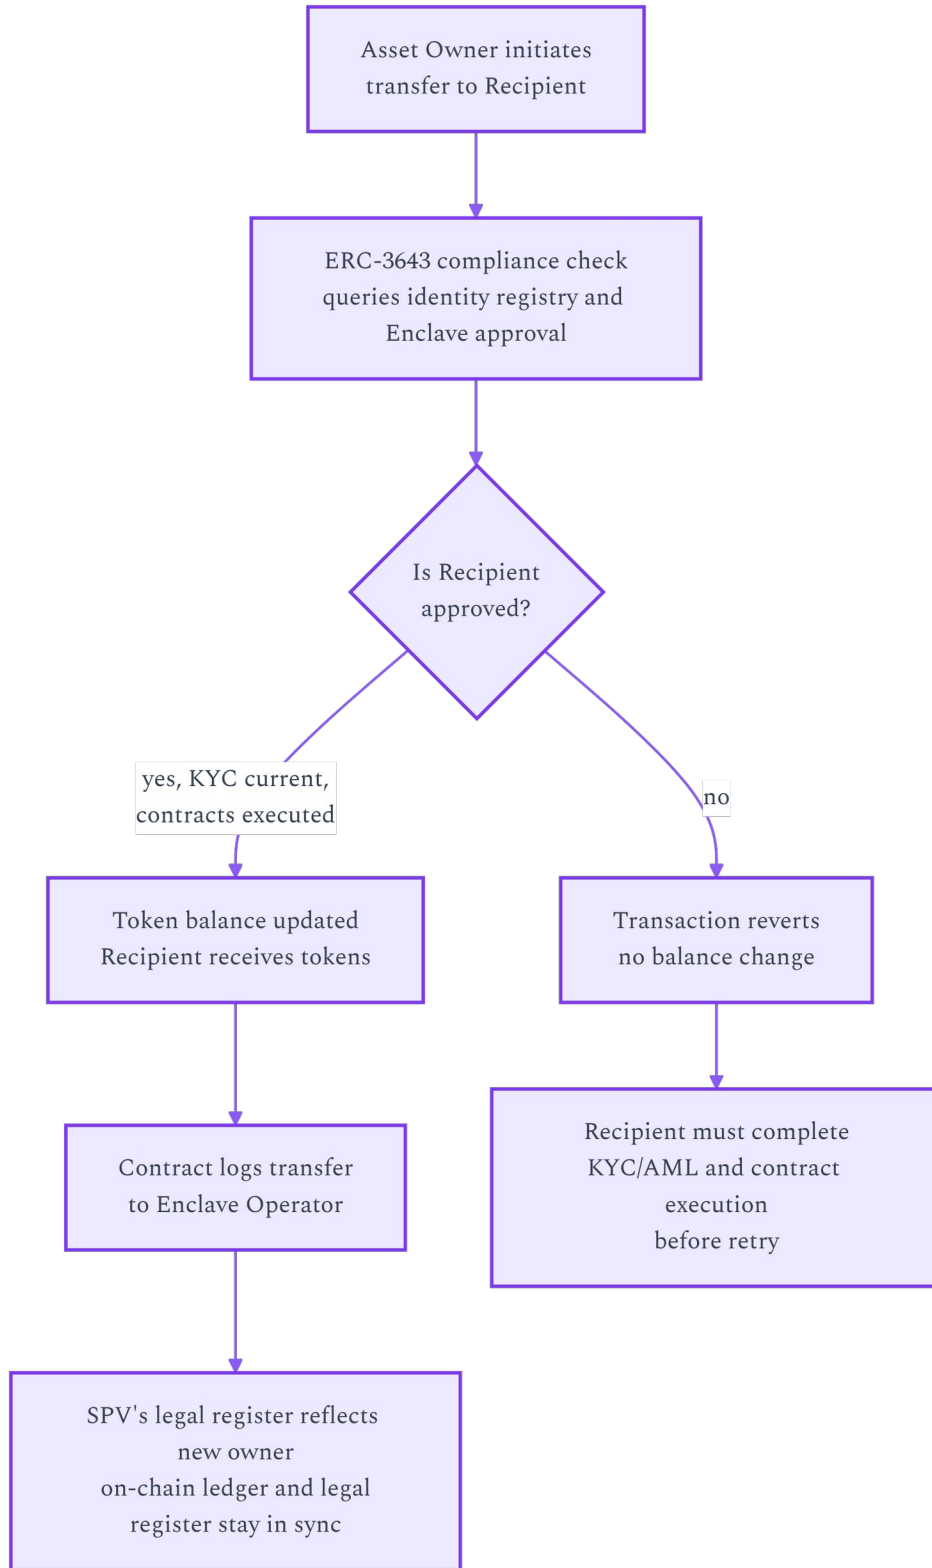 Asset Owner initiates
transfer to Recipient
ERC-3643 compliance check
queries identity registry and
Enclave approval
Is Recipient
approved?
yes, KYC current,
contracts executed
no
Token balance updated
Recipient receives tokens
Transaction reverts
no balance change
Contract logs transfer
to Enclave Operator
Recipient must complete
KYC/AML and contract
execution
before retry
SPV's legal register reflects
new owner
on-chain ledger and legal
register stay in sync